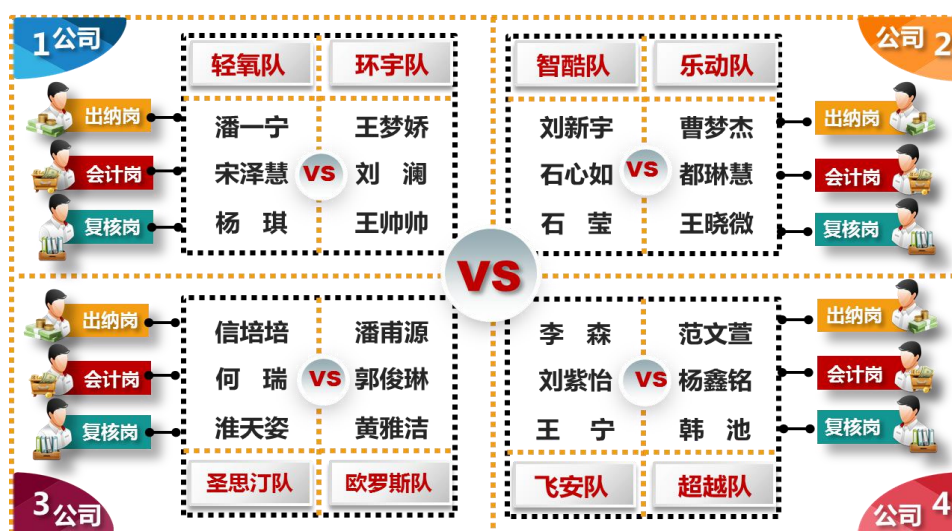 1 公司
轻氧队 环宇队
出纳岗 潘一宁 王梦娇
会计岗 宋泽慧 VS 刘 澜
复核岗 杨 琪 王帅帅
公司 2
智酷队 乐动队
刘新宇 曹梦杰 出纳岗
石心如 VS 都琳慧 会计岗
石 莹 王晓微 复核岗
VS
出纳岗 信培培 潘甫源
会计岗 何 瑞 VS 郭俊琳
复核岗 淮天姿 黄雅洁
圣思汀队 欧罗斯队
3 公司
李 森 范文萱 出纳岗
刘紫怡 VS 杨鑫铭 会计岗
王 宁 韩 池 复核岗
飞安队 超越队
公司 4